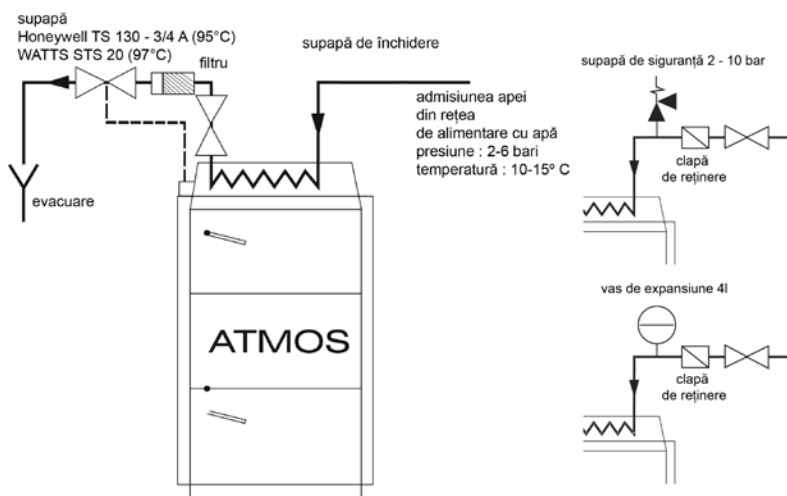 supapă
Honeywell TS 130 - 3/4 A (95°C)
WATTS STS 20 (97°C)
filtru
supapă de închidere
admisiunea apei
din rețea
de alimentare cu apă
presiune : 2-6 bari
temperatură : 10-15º C
evacuare
ATMOS
supapă de siguranță 2 - 10 bar
clapă
de reținere
vas de expansiune 4l
clapă
de reținere